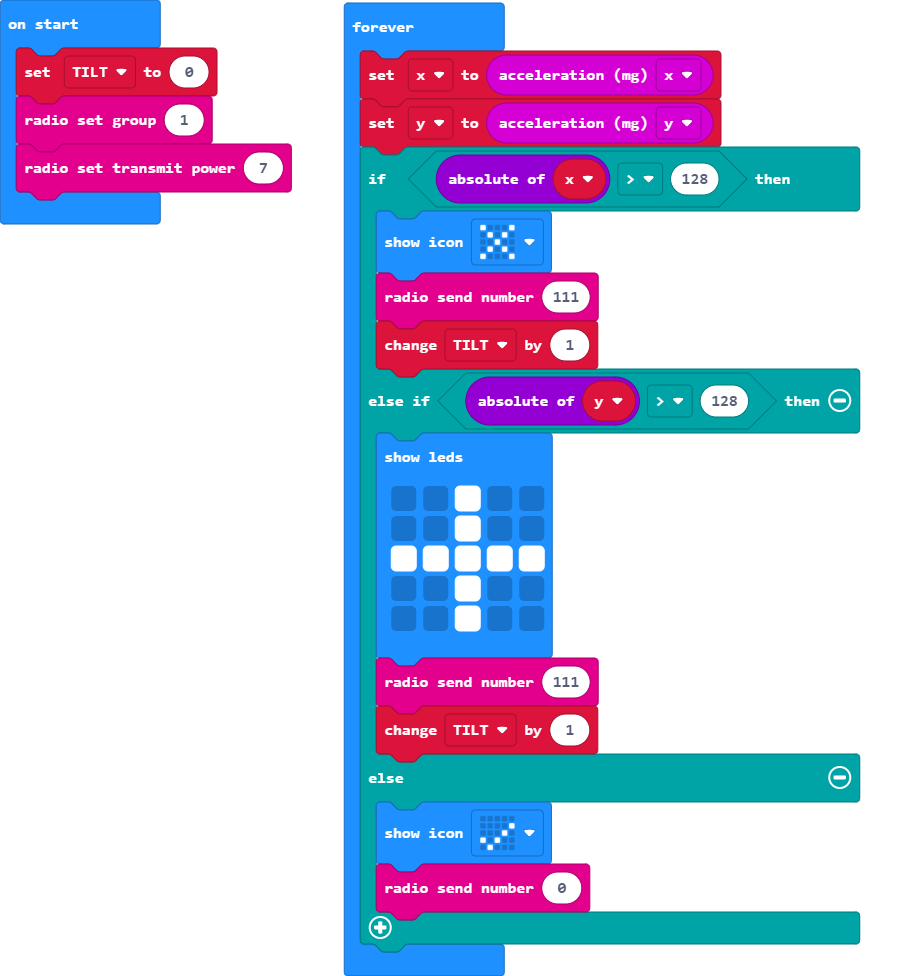 on start
set TILT to 0
radio set group 1
radio set transmit power 7
forever
set x to acceleration (mg) x
set y to acceleration (mg) y
if absolute of x > 128 then
show icon
radio send number 111
change TILT by 1
else if absolute of y > 128 then
show leds
radio send number 111
change TILT by 1
else
show icon
radio send number 0